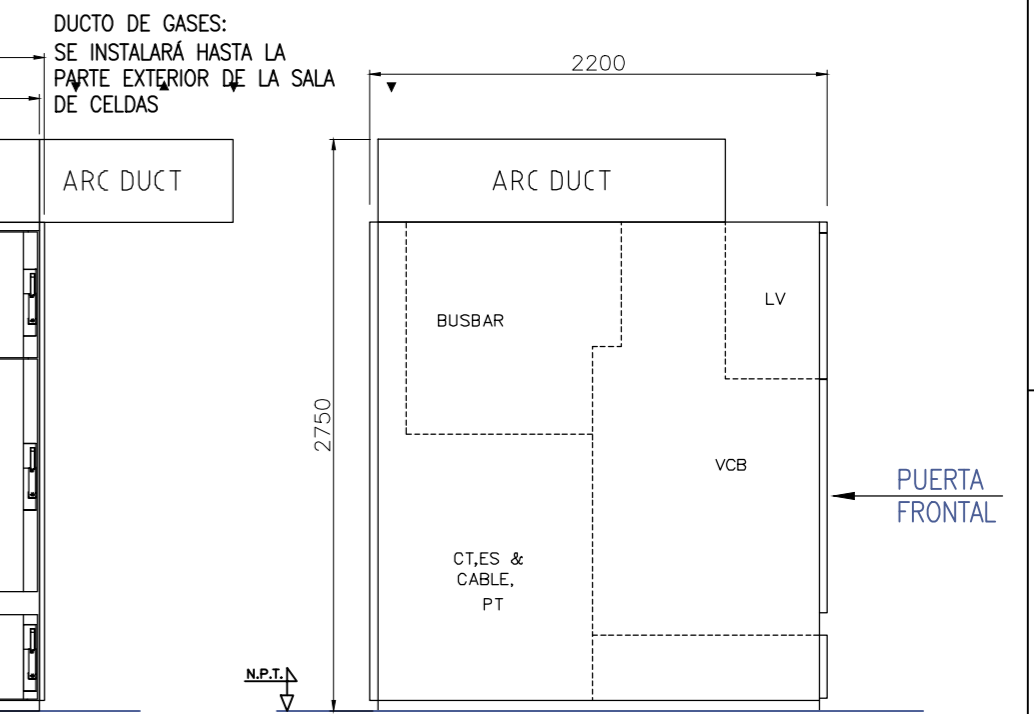 DUCTO DE GASES:
SE INSTALARÁ HASTA LA
PARTE EXTERIOR DE LA SALA
DE CELDAS
2200
ARC DUCT
ARC DUCT
LV
BUSBAR
2750
VCB
PUERTA
FRONTAL
CT,ES &
CABLE,
PT
N.P.T.